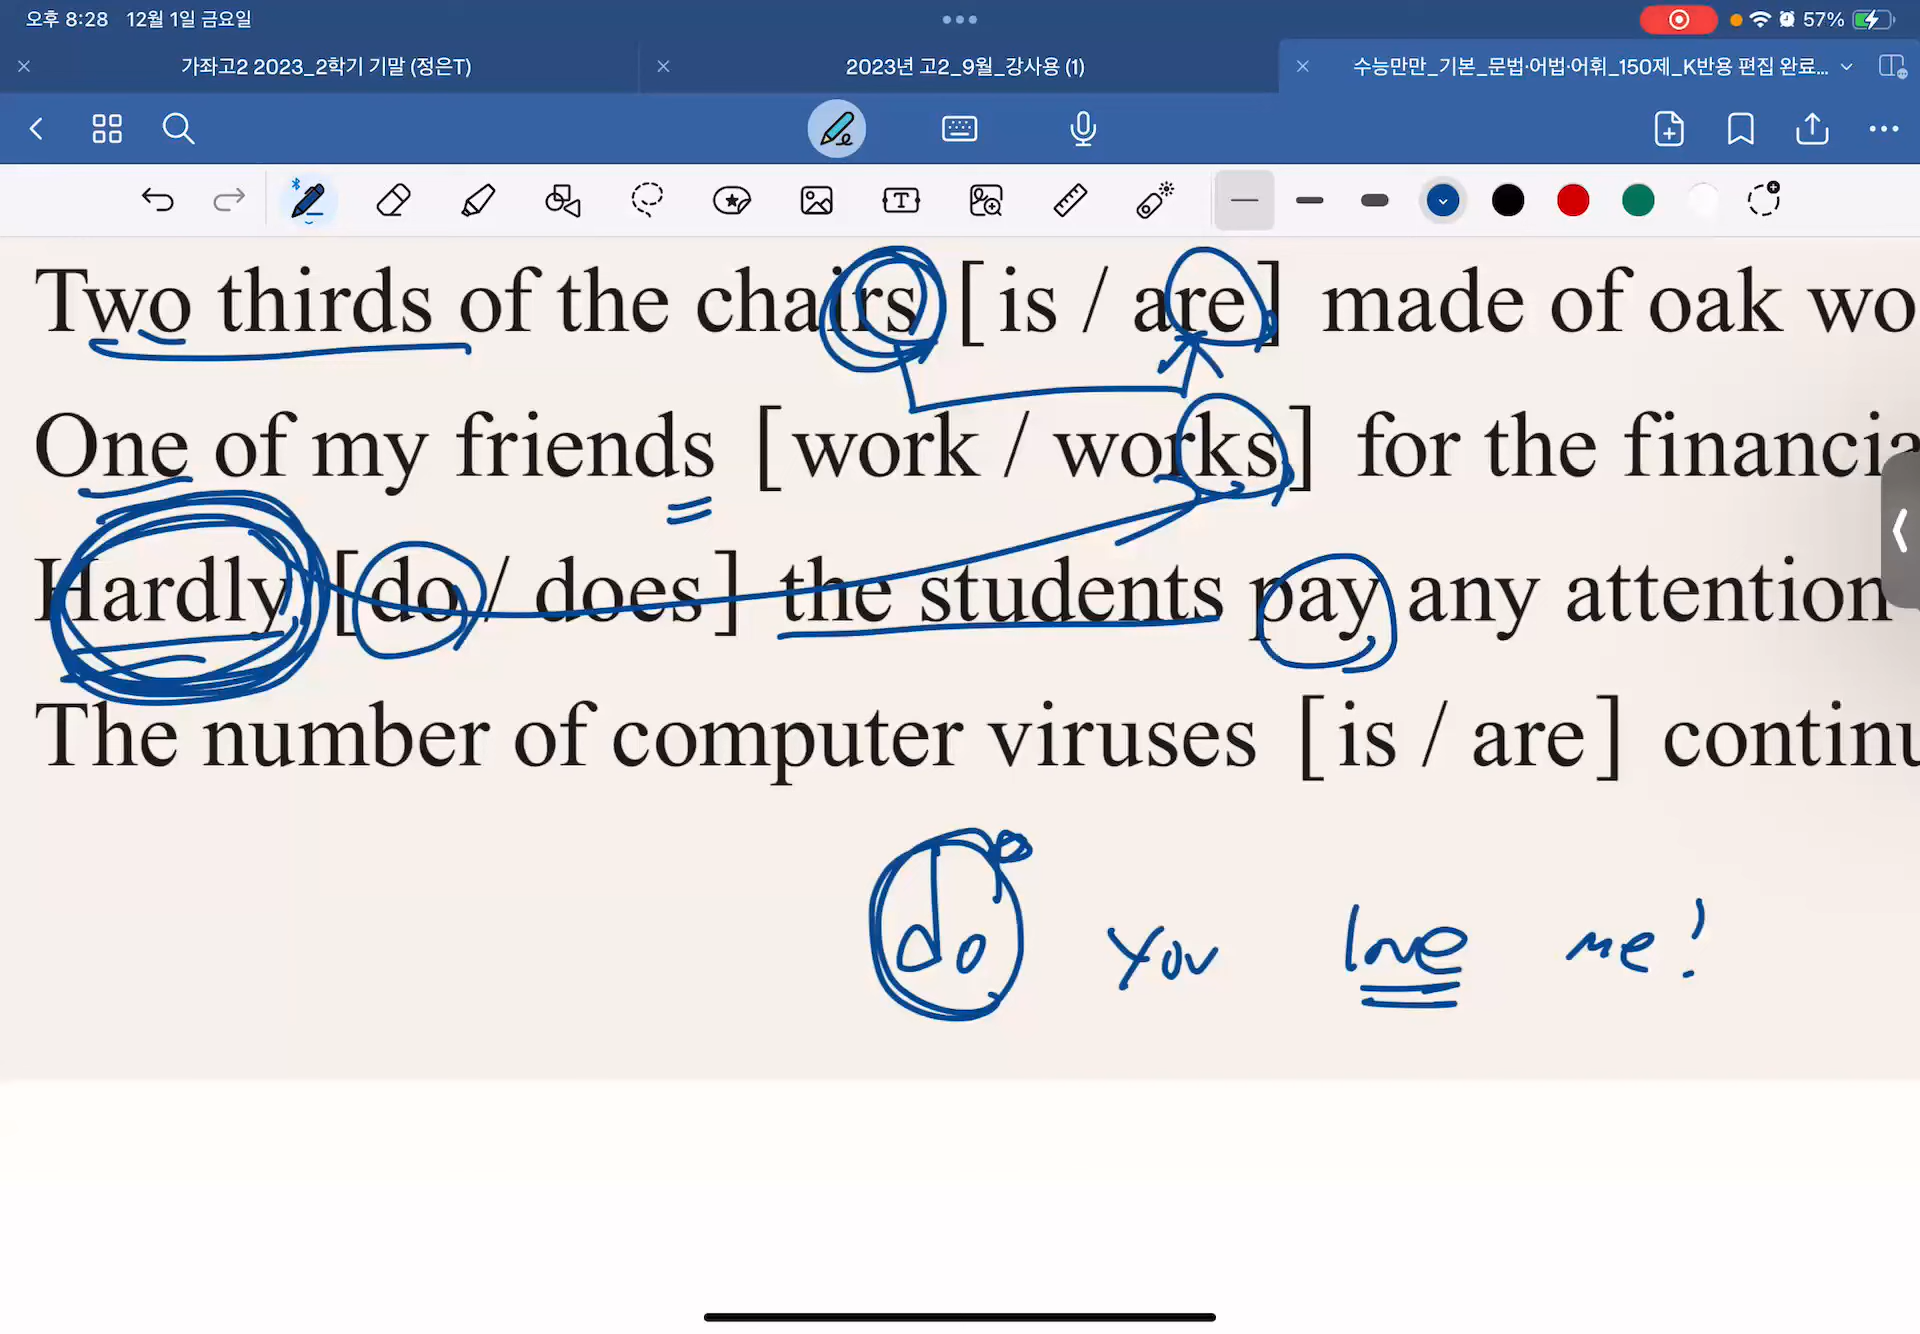 오후 8:28 12월 1일 금요일 57%
가좌고2 2023_2학기 기말 (정은T) 2023년 고2_9월_강사용 (1) 수능만만_기본_문법·어법·어휘_150제_K반용 편집 완료...
Two thirds of the chairs [ is / are ] made of oak wo
One of my friends [ work / works ] for the financia
Hardly [ do / does ] the students pay any attention
The number of computer viruses [ is / are ] continu
do you love me?